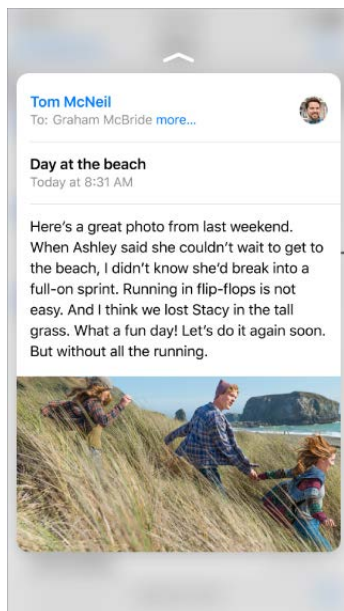 Tom McNeil
To: Graham McBride more...
Day at the beach
Today at 8:31 AM
Here's a great photo from last weekend.
When Ashley said she couldn't wait to get to
the beach, I didn't know she'd break into a
full-on sprint. Running in flip-flops is not
easy. And I think we lost Stacy in the tall
grass. What a fun day! Let's do it again soon.
But without all the running.